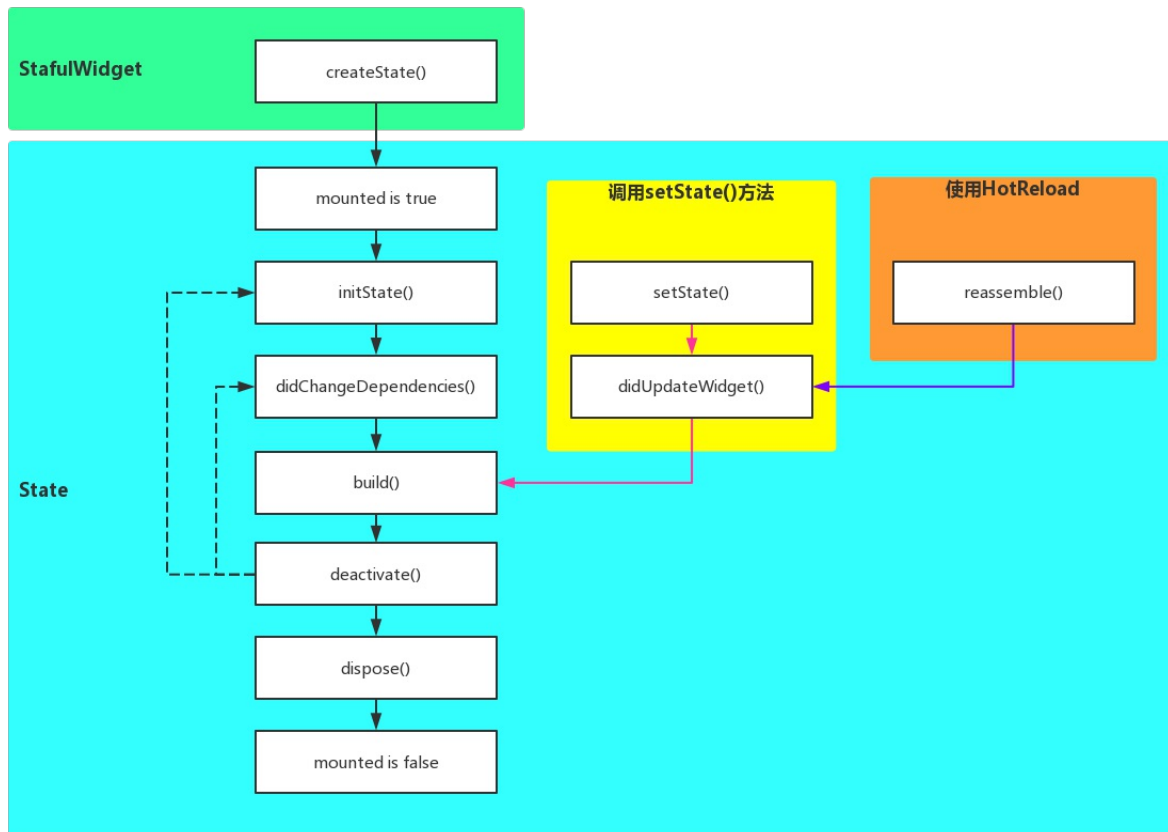 StafulWidget
createState()
mounted is true
调用setState()方法
使用HotReload
initState()
setState()
reassemble()
didChangeDependencies()
didUpdateWidget()
State
build()
deactivate()
dispose()
mounted is false